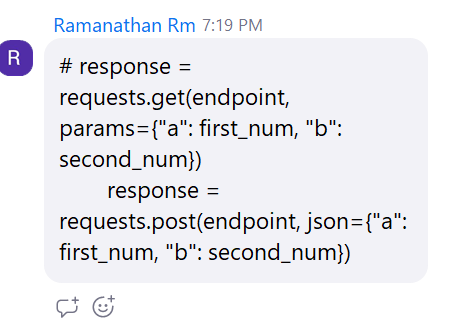 Ramanathan Rm 7:19 PM
R
# response =
requests.get(endpoint,
params={"a": first_num, "b":
second_num})
response =
requests.post(endpoint, json={"a":
first_num, "b": second_num})